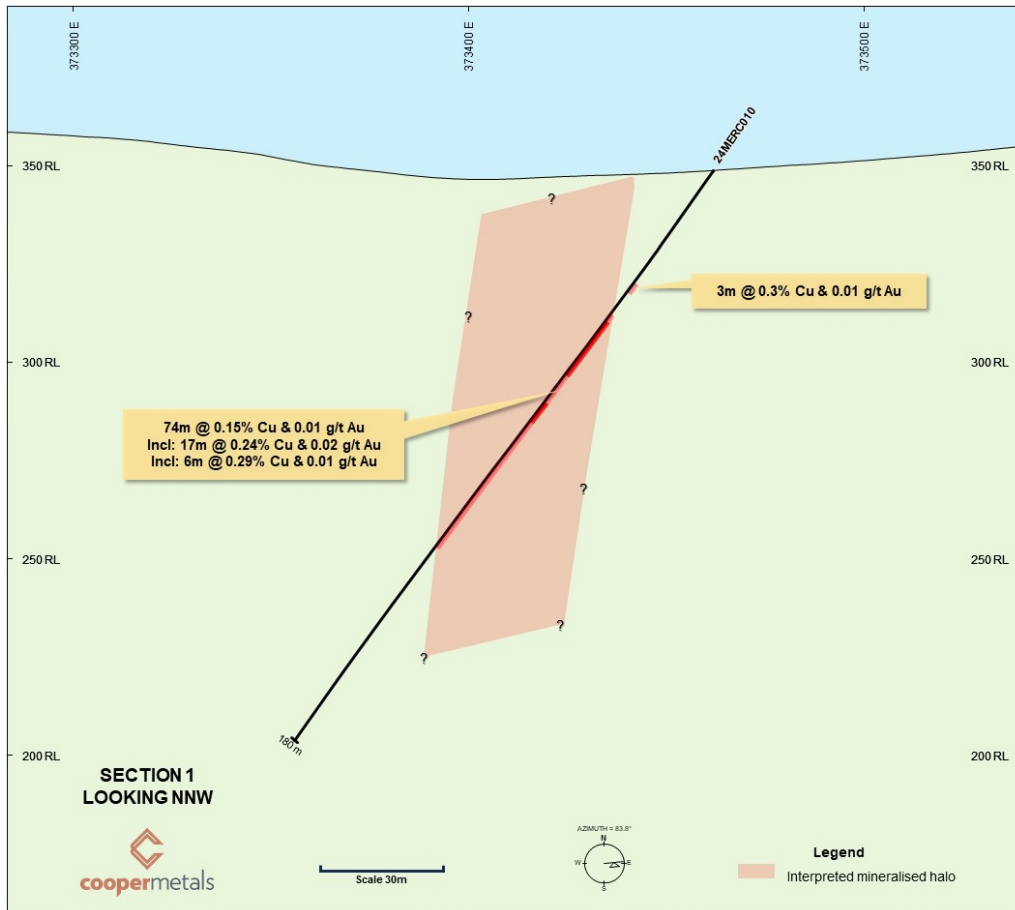 373300 E
373400 E
373500 E
24MERC010
350 RL
350 RL
3m @ 0.3% Cu & 0.01 g/t Au
?
?
300 RL
300 RL
74m @ 0.15% Cu & 0.01 g/t Au
Incl: 17m @ 0.24% Cu & 0.02 g/t Au
Incl: 6m @ 0.29% Cu & 0.01 g/t Au
?
250 RL
250 RL
?
?
180 m
200 RL
200 RL
SECTION 1
LOOKING NNW
coopermetals
Scale 30m
AZIMUTH = 83.8°
N
W
E
S
Legend
Interpreted mineralised halo